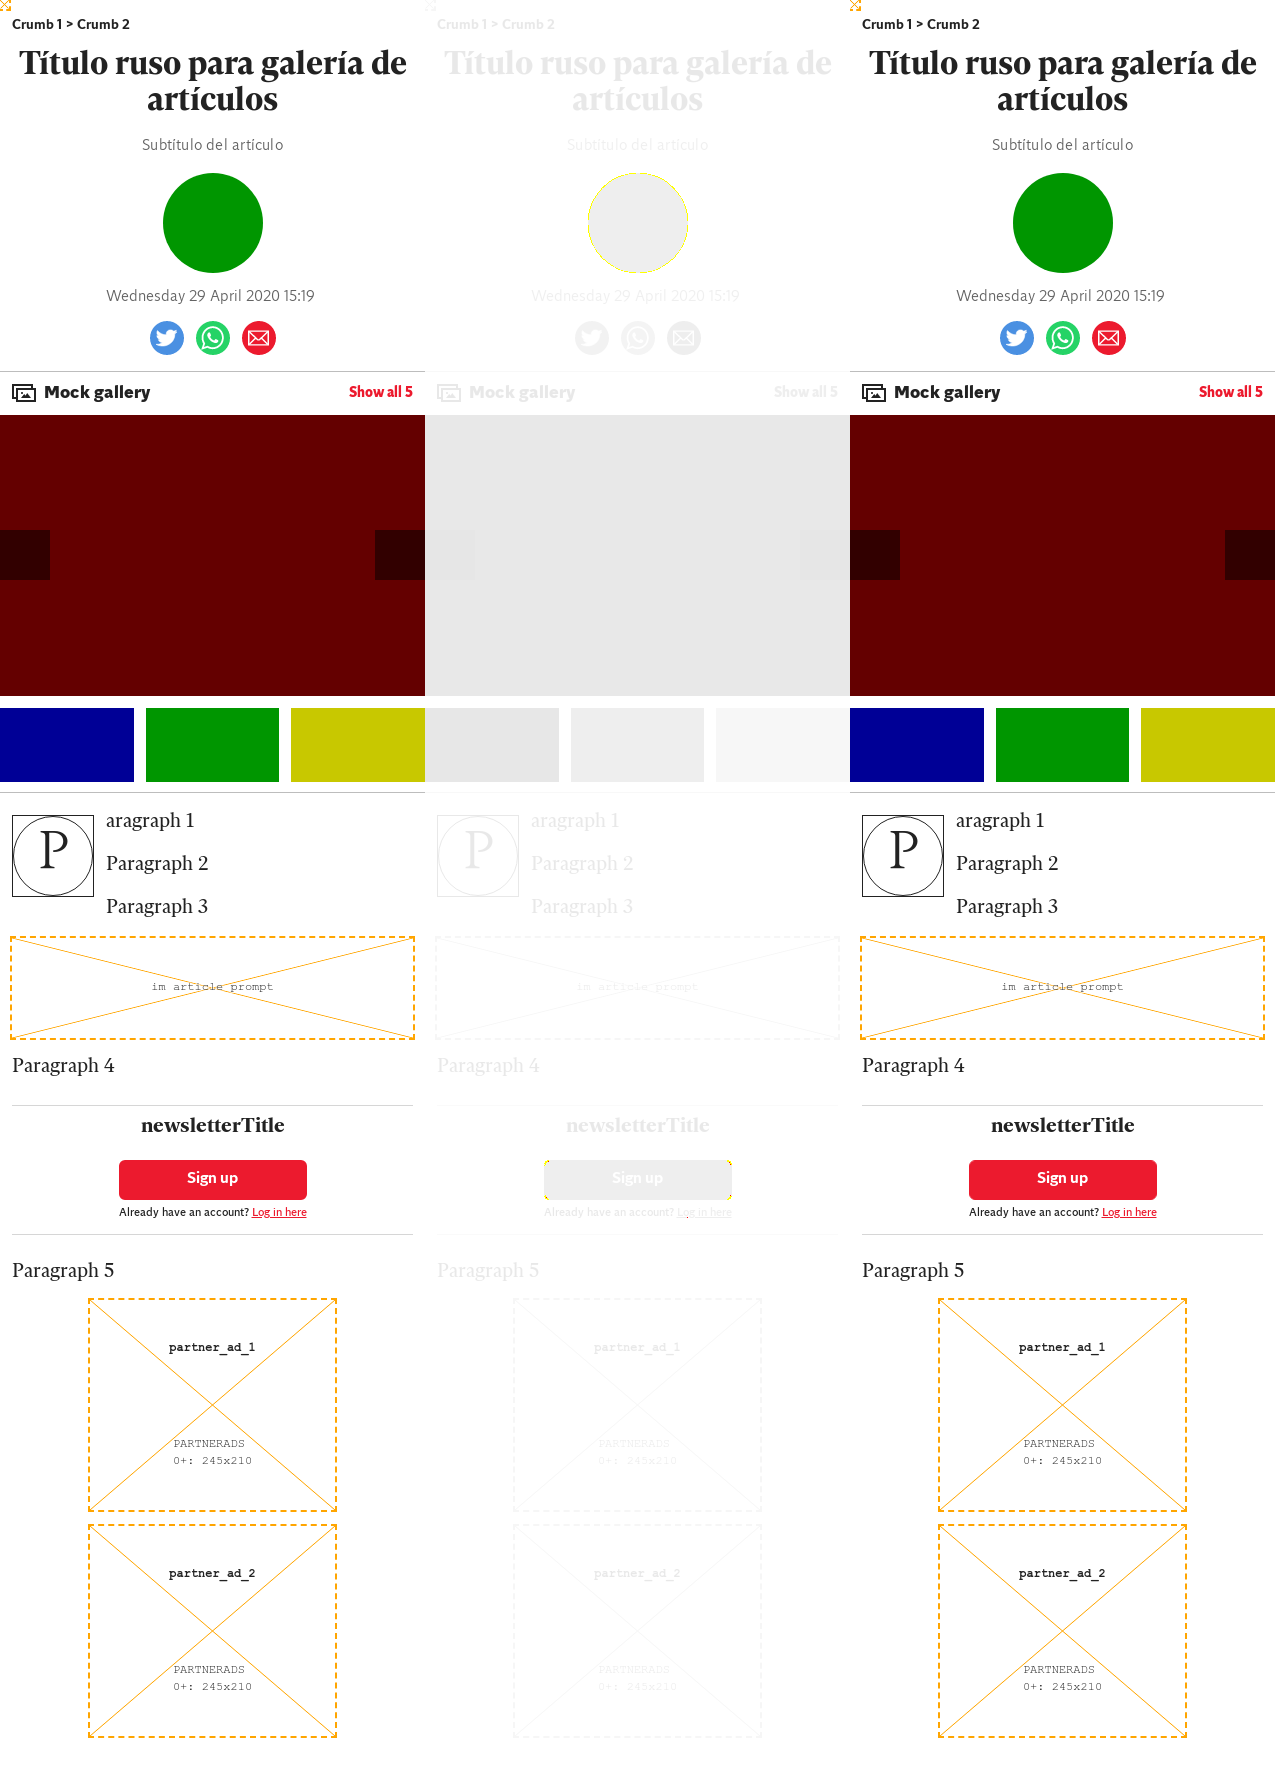 Crumb 1 > Crumb 2
Título ruso para galería de
artículos
Subtítulo del artículo
Wednesday 29 April 2020 15:19
Mock gallery
Show all 5
P
aragraph 1
Paragraph 2
Paragraph 3
im article prompt
Paragraph 4
newsletterTitle
Sign up
Already have an account? Log in here
Paragraph 5
partner_ad_1
PARTNERADS
0+: 245x210
partner_ad_2
PARTNERADS
0+: 245x210
Crumb 1 > Crumb 2
Título ruso para galería de
artículos
Subtítulo del artículo
Wednesday 29 April 2020 15:19
Mock gallery
Show all 5
P
aragraph 1
Paragraph 2
Paragraph 3
im article prompt
Paragraph 4
newsletterTitle
Sign up
Already have an account? Log in here
Paragraph 5
partner_ad_1
PARTNERADS
0+: 245x210
partner_ad_2
PARTNERADS
0+: 245x210
Crumb 1 > Crumb 2
Título ruso para galería de
artículos
Subtítulo del artículo
Wednesday 29 April 2020 15:19
Mock gallery
Show all 5
P
aragraph 1
Paragraph 2
Paragraph 3
im article prompt
Paragraph 4
newsletterTitle
Sign up
Already have an account? Log in here
Paragraph 5
partner_ad_1
PARTNERADS
0+: 245x210
partner_ad_2
PARTNERADS
0+: 245x210